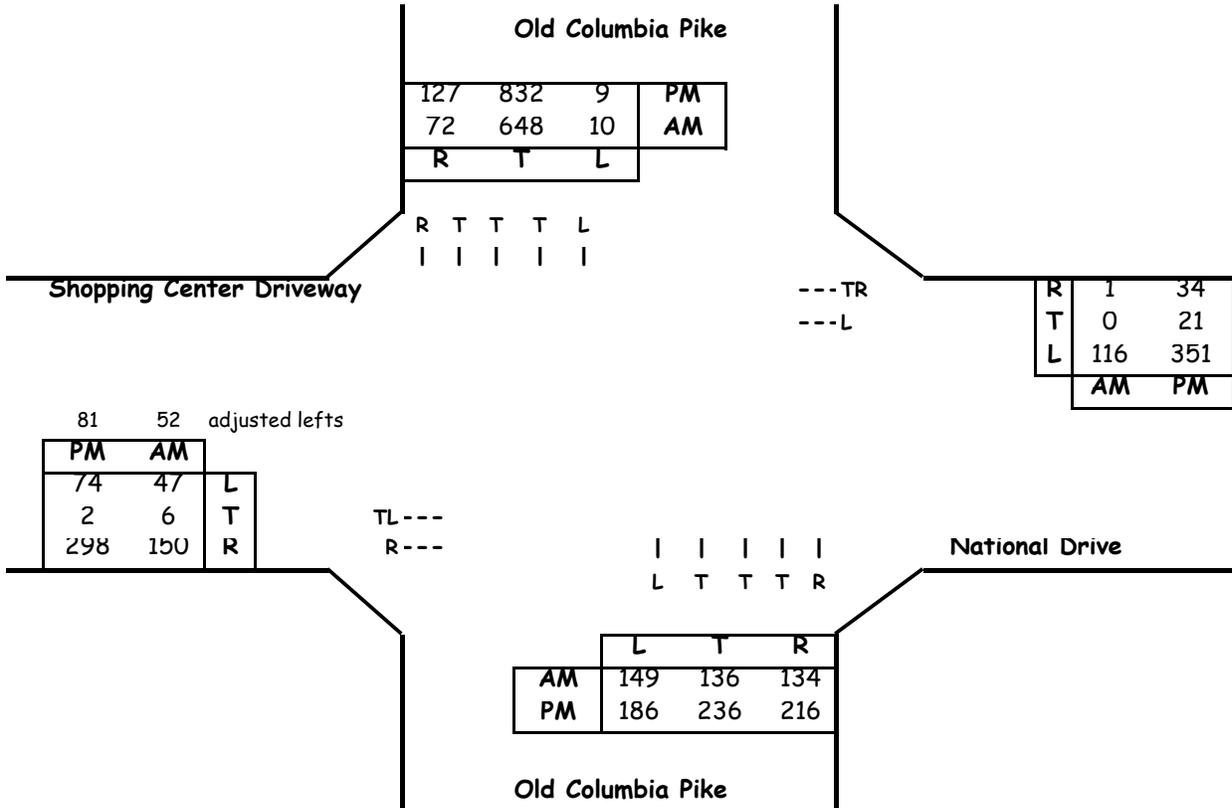 Old Columbia Pike
127 832 9 PM
72 648 10 AM
R T L
R T T T L
Shopping Center Driveway
---TR
---L
R 1 34
T 0 21
L 116 351
AM PM
81 52 adjusted lefts
PM AM
74 47 L
2 6 T
298 150 R
TL---
R---
National Drive
L T T T R
L T R
AM 149 136 134
PM 186 236 216
Old Columbia Pike